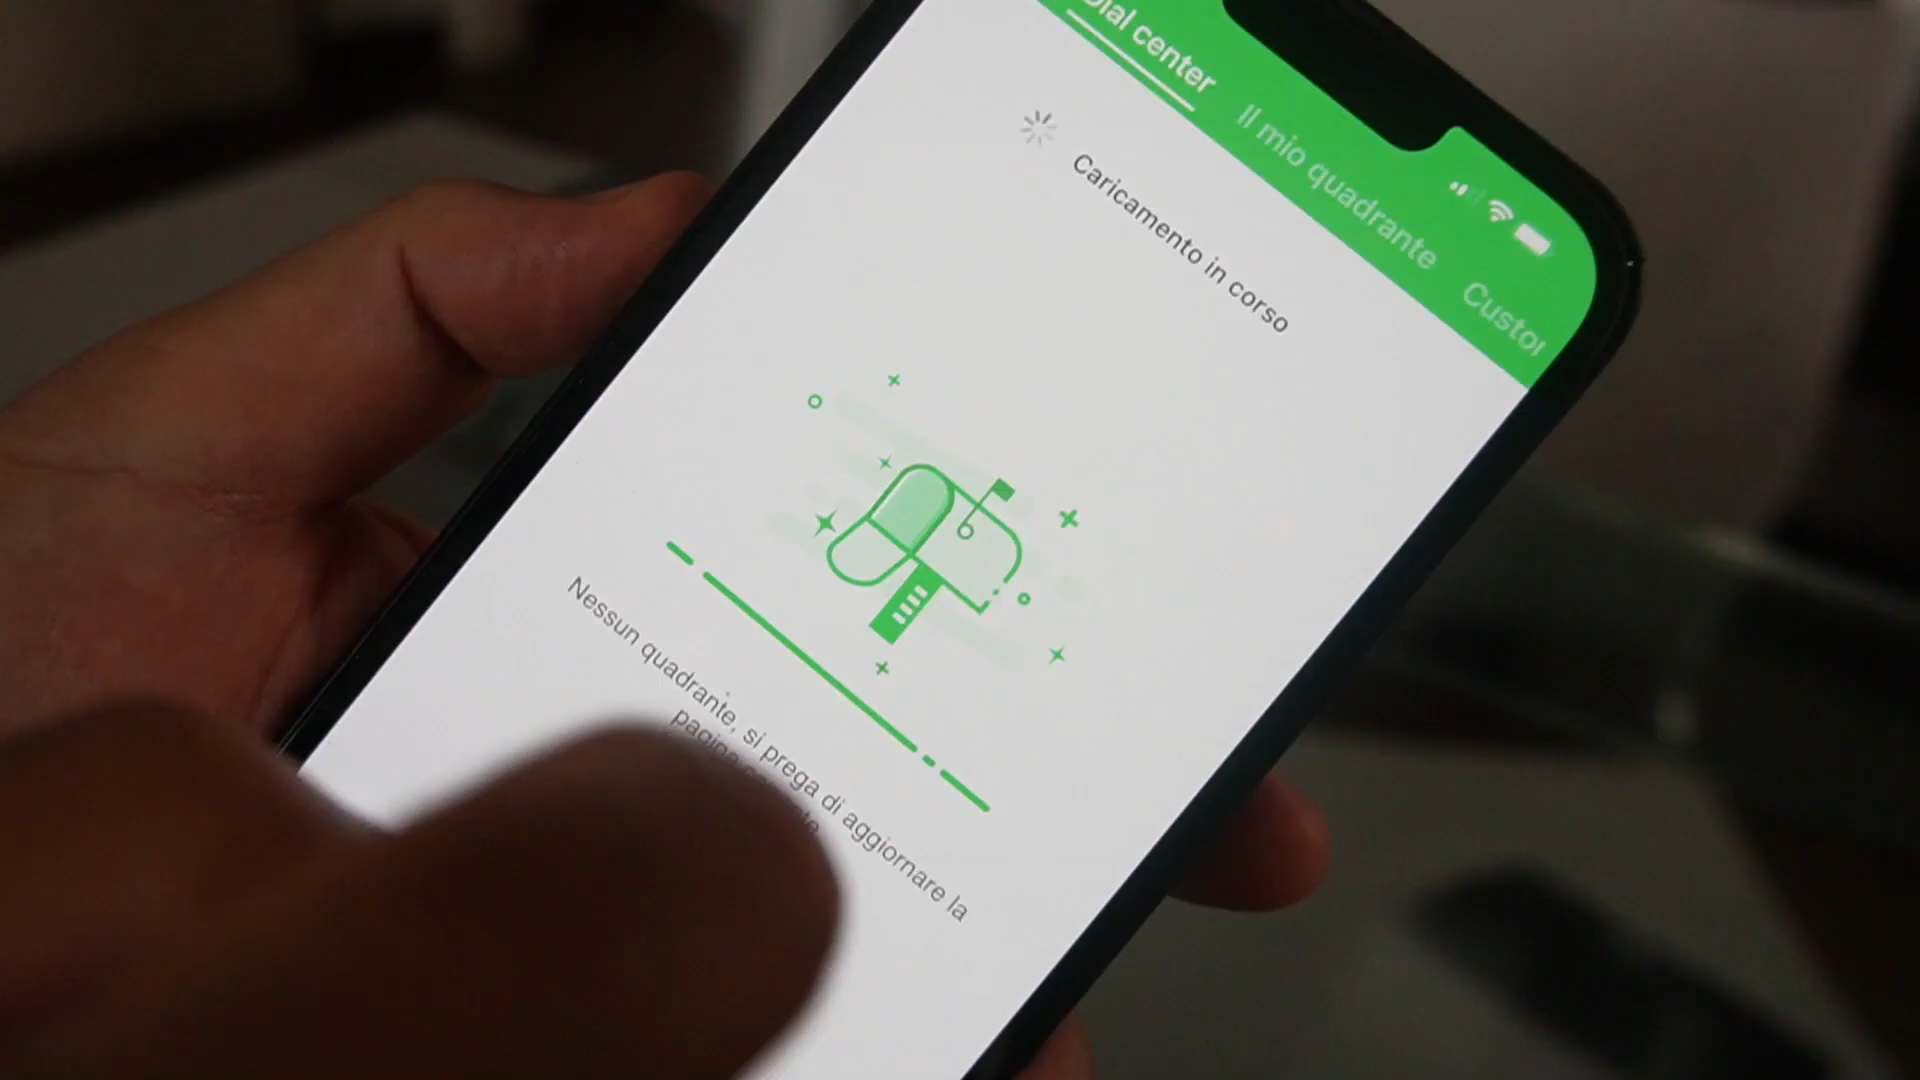 Dial center
Il mio quadrante
Custo
Caricamento in corso
Nessun quadrante, si prega di aggiornare la
pagina